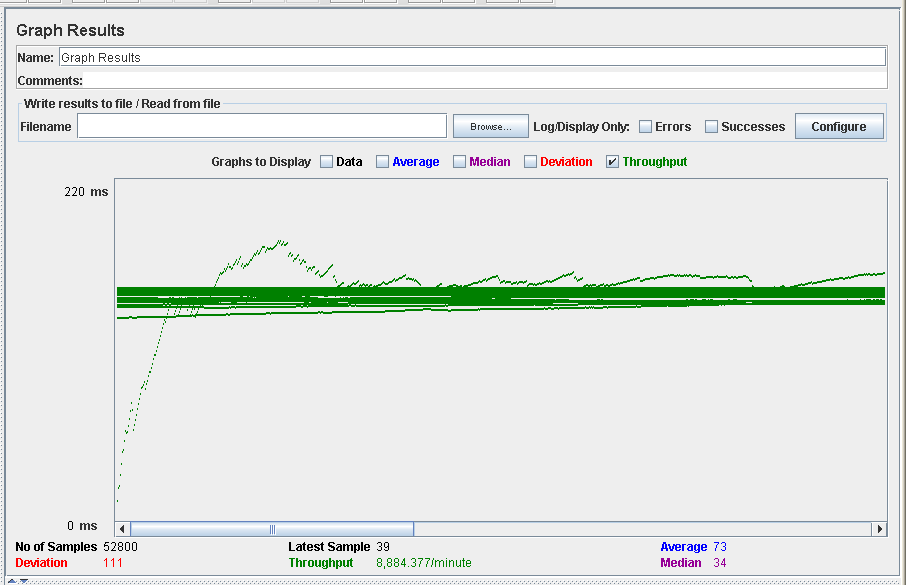 Graph Results
Name: Graph Results
Comments:
Write results to file / Read from file
Filename Browse... Log/Display Only: Errors Successes Configure
Graphs to Display Data Average Median Deviation Throughput
220 ms
0 ms
No of Samples 52800 Latest Sample 39 Average 73
Deviation 111 Throughput 8,884.377/minute Median 34